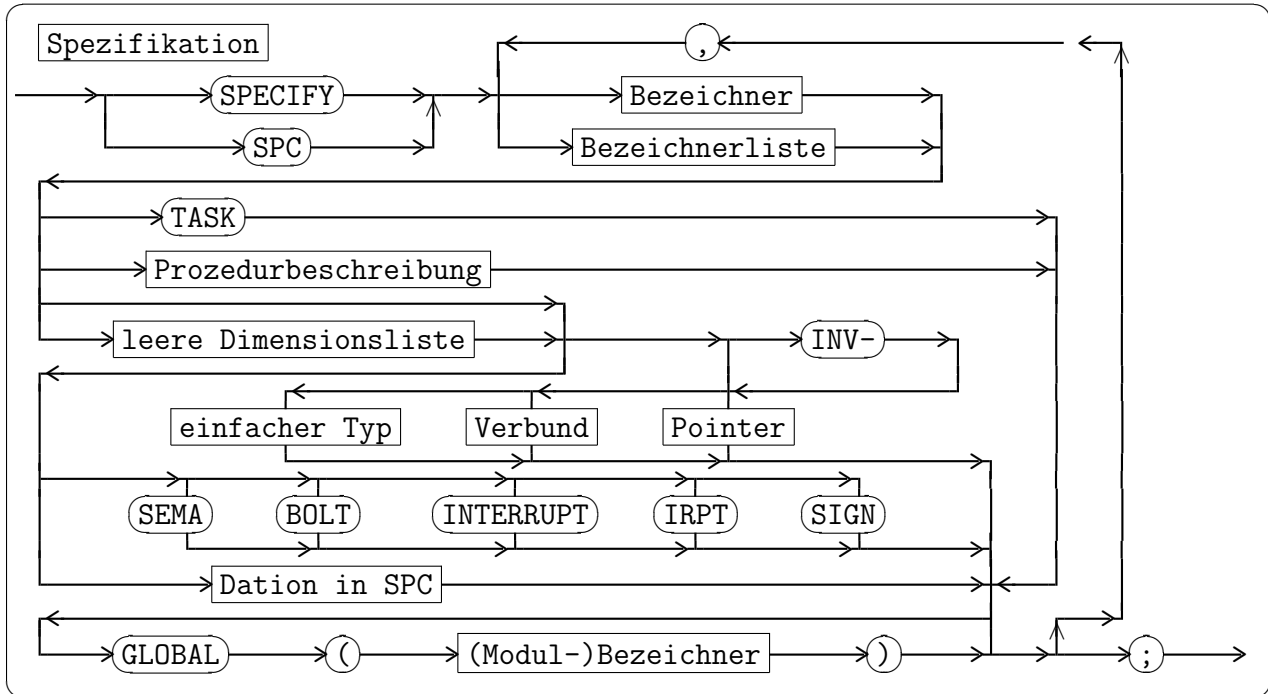 Spezifikation
,
SPECIFY Bezeichner
SPC Bezeichnerliste
TASK
Prozedurbeschreibung
leere Dimensionsliste INV-
einfacher Typ Verbund Pointer
SEMA BOLT INTERRUPT IRPT SIGN
Dation in SPC
GLOBAL ( (Modul-)Bezeichner ) ;